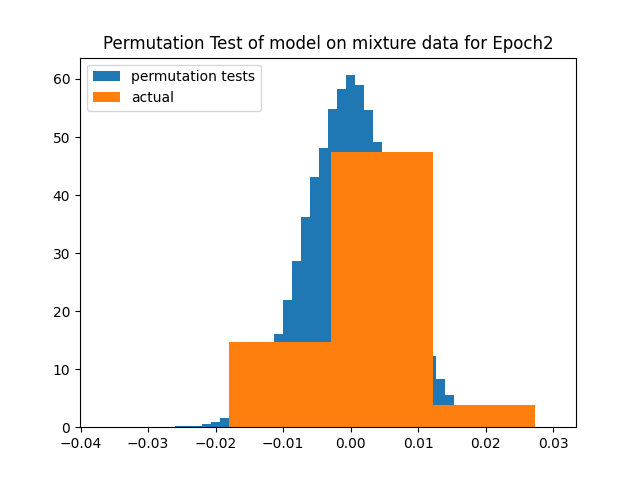 Permutation Test of model on mixture data for Epoch2
permutation tests
actual
60
50
40
30
20
10
0
−0.04 −0.03 −0.02 −0.01 0.00 0.01 0.02 0.03